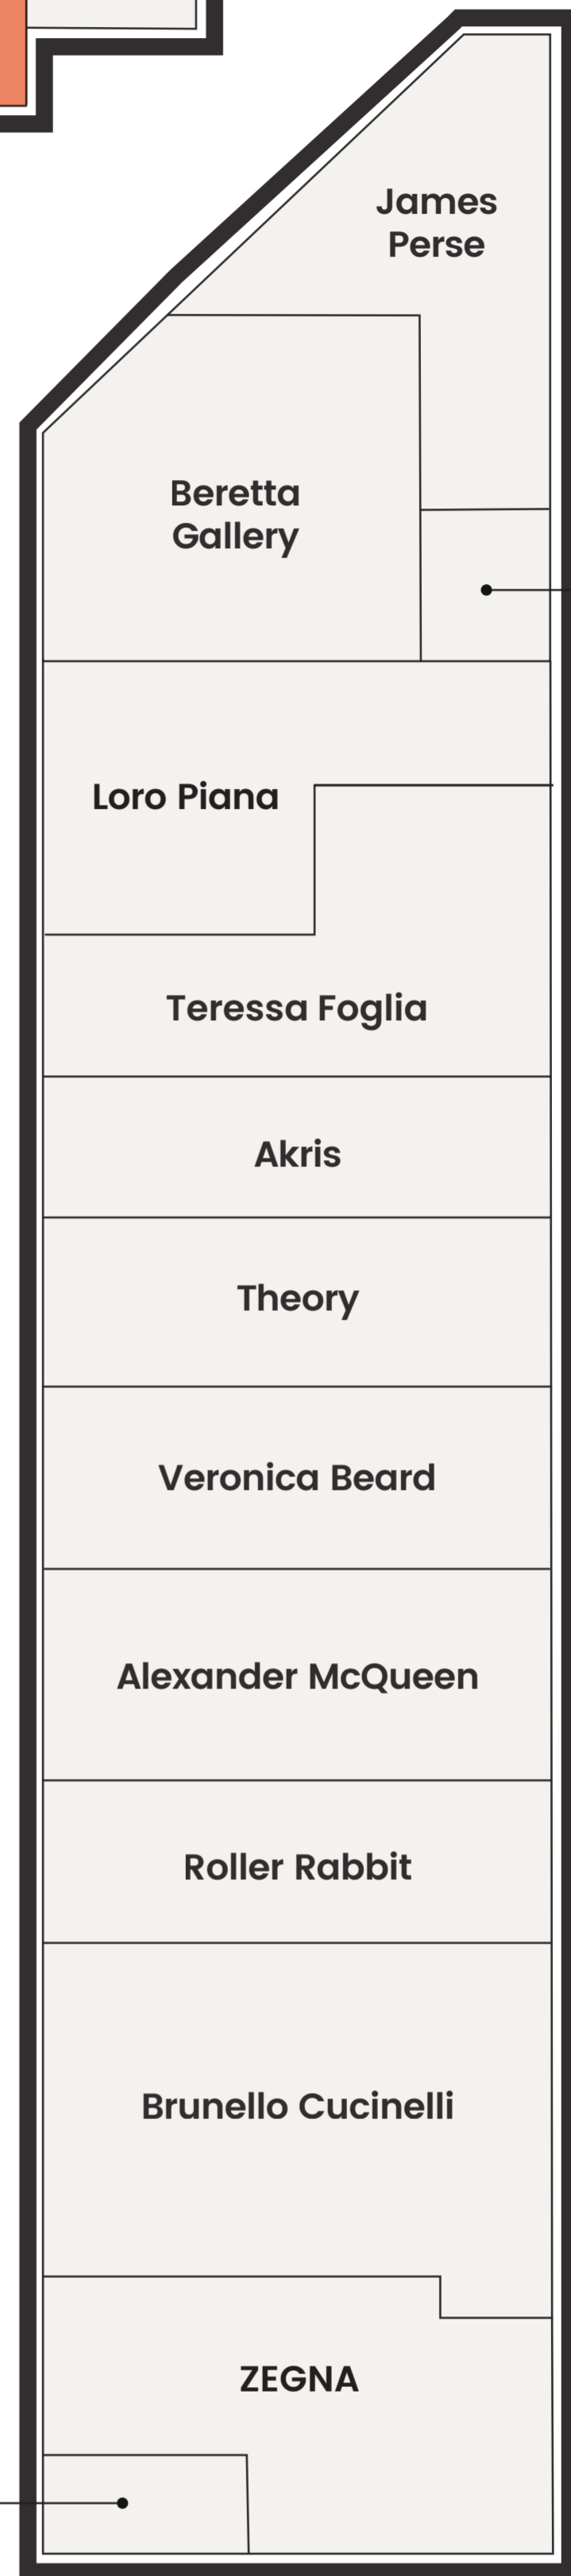 James
Perse
Beretta
Gallery
Loro Piana
Teressa Foglia
Akris
Theory
Veronica Beard
Alexander McQueen
Roller Rabbit
Brunello Cucinelli
ZEGNA